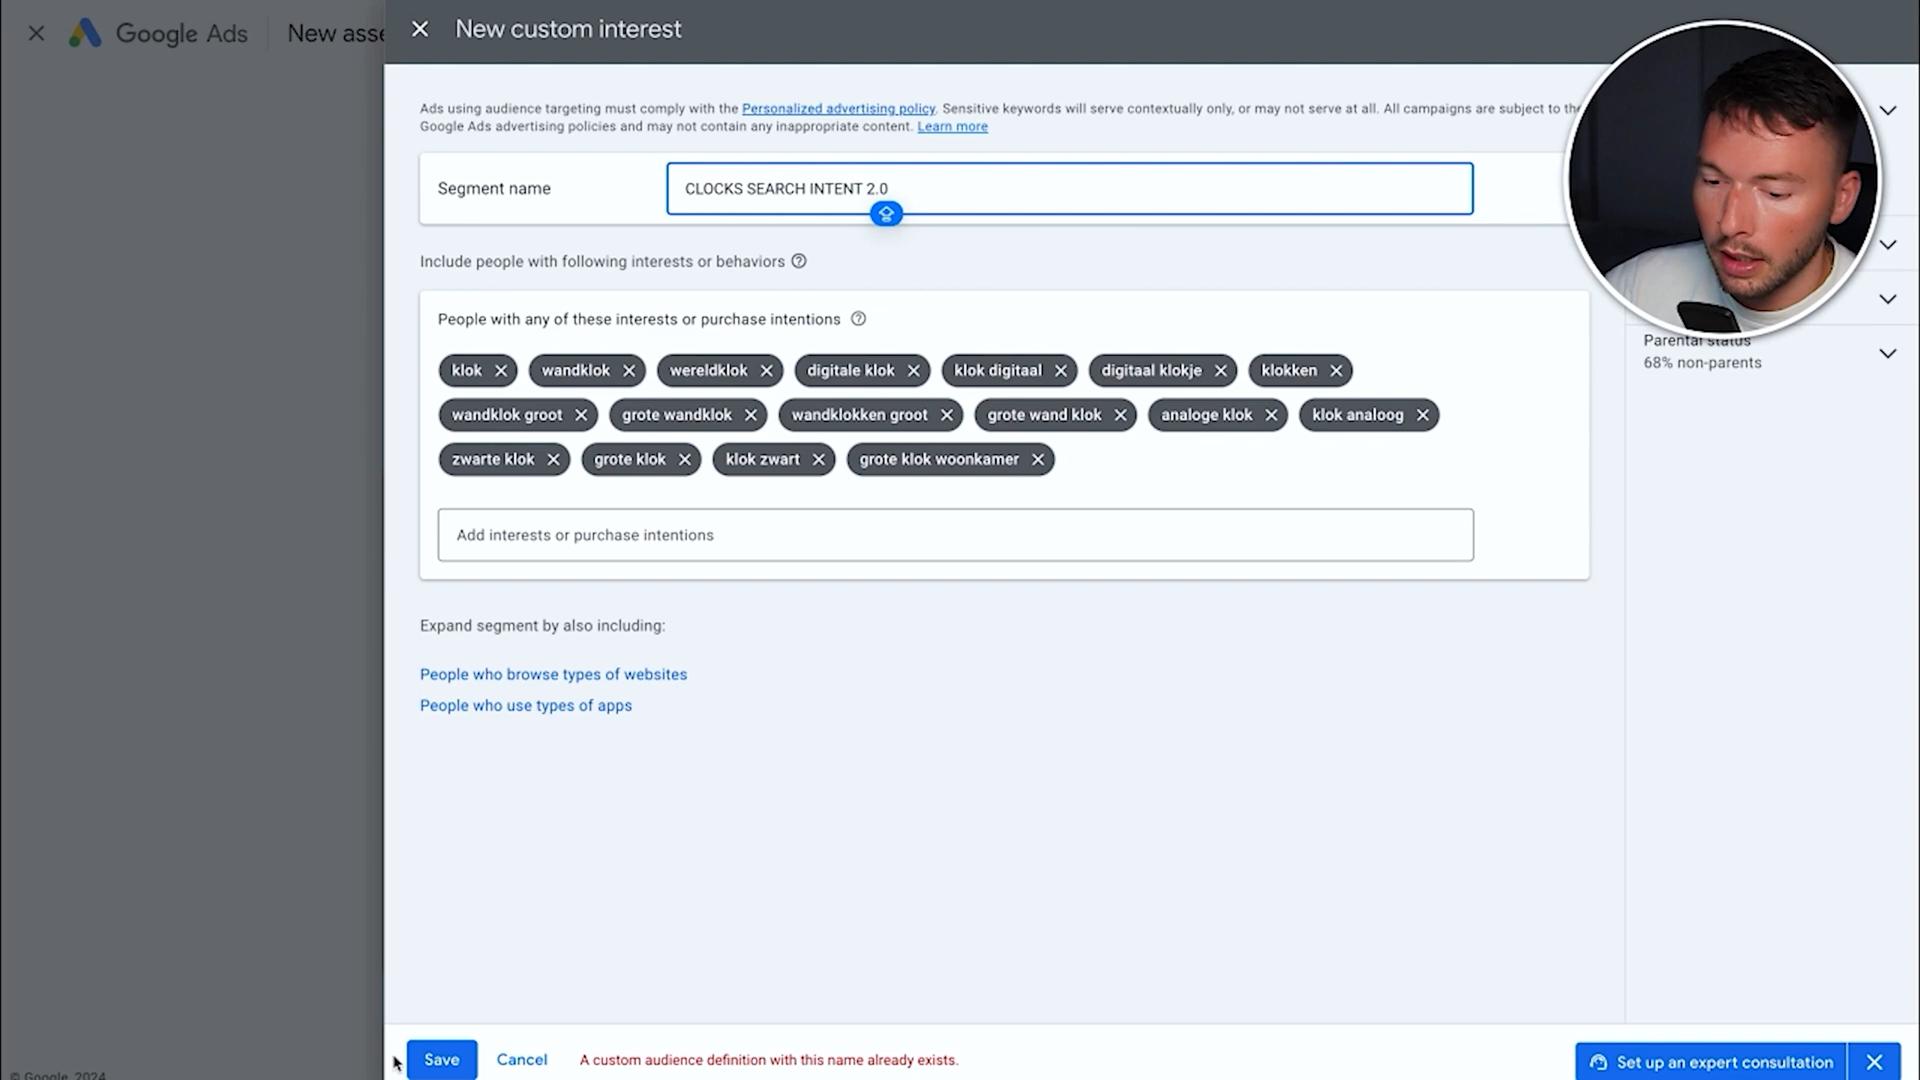 Google Ads
New asse
New custom interest
Ads using audience targeting must comply with the Personalized advertising policy. Sensitive keywords will serve contextually only, or may not serve at all. All campaigns are subject to the
Google Ads advertising policies and may not contain any inappropriate content. Learn more
Segment name
CLOCKS SEARCH INTENT 2.0
Include people with following interests or behaviors
People with any of these interests or purchase intentions
klok wandklok wereldklok digitale klok klok digitaal digitaal klokje klokken
wandklok groot grote wandklok wandklokken groot grote wand klok analoge klok klok analoog
zwarte klok grote klok klok zwart grote klok woonkamer
Add interests or purchase intentions
Parental status
68% non-parents
Expand segment by also including:
People who browse types of websites
People who use types of apps
Save Cancel A custom audience definition with this name already exists.
Set up an expert consultation
© Google, 2024